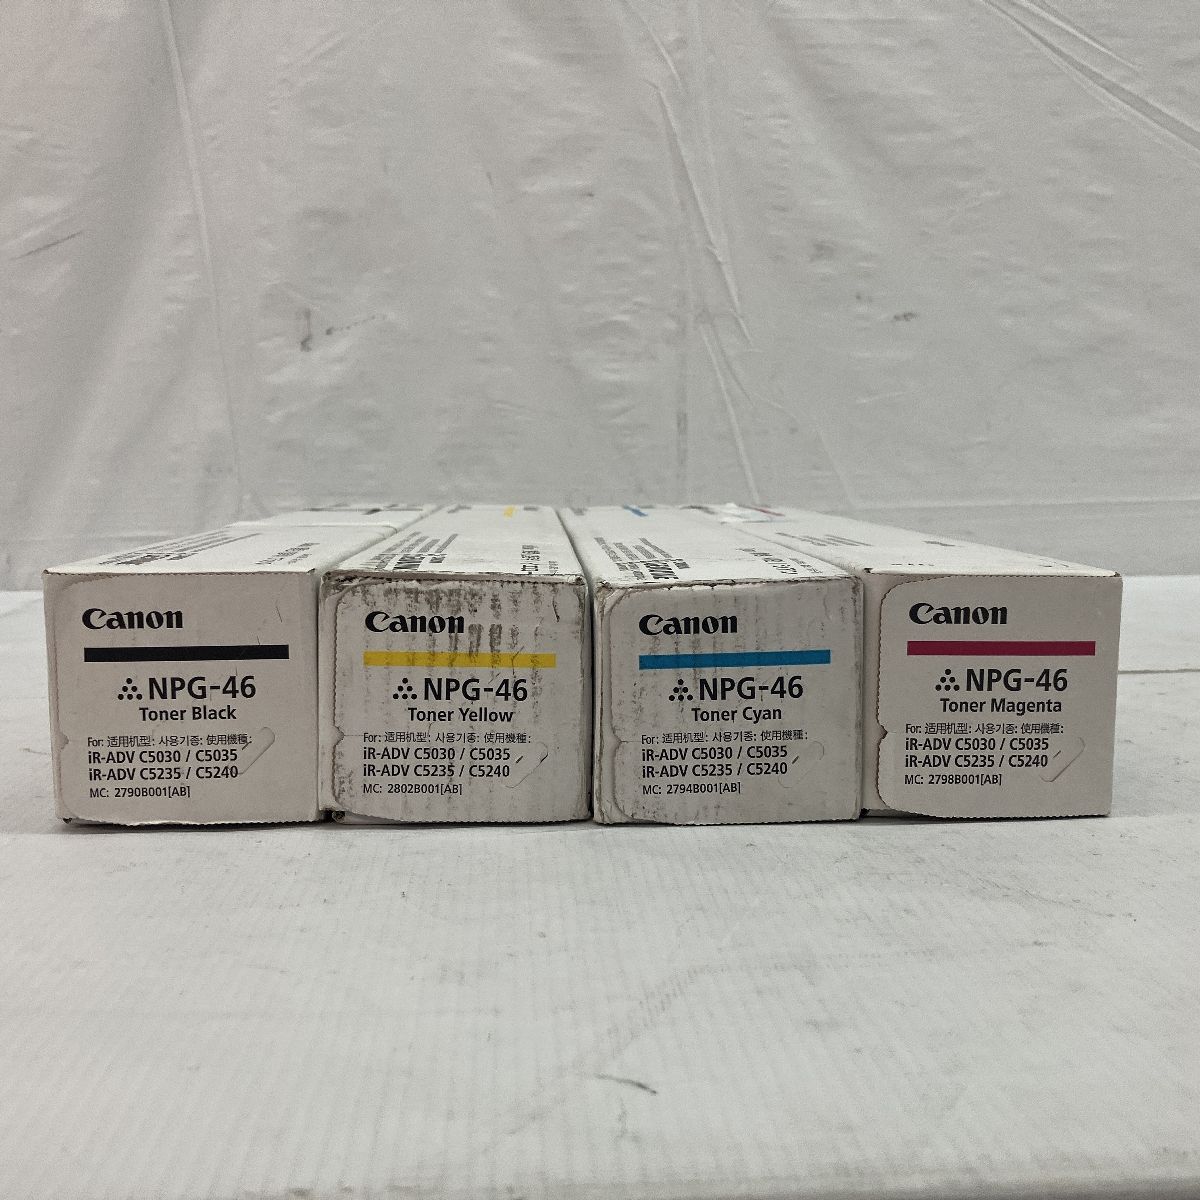 Canon
NPG-46
Toner Black
For: 适用机型: 사용기종: 使用機種:
iR-ADV C5030 / C5035
iR-ADV C5235 / C5240
MC: 2790B001[AB]
Canon
NPG-46
Toner Yellow
For: 适用机型: 사용기종: 使用機種:
iR-ADV C5030 / C5035
iR-ADV C5235 / C5240
MC: 2802B001[AB]
Canon
NPG-46
Toner Cyan
For: 适用机型: 사용기종: 使用機種:
iR-ADV C5030 / C5035
iR-ADV C5235 / C5240
MC: 2794B001[AB]
Canon
NPG-46
Toner Magenta
For: 适用机型: 사용기종: 使用機種:
iR-ADV C5030 / C5035
iR-ADV C5235 / C5240
MC: 2798B001[AB]